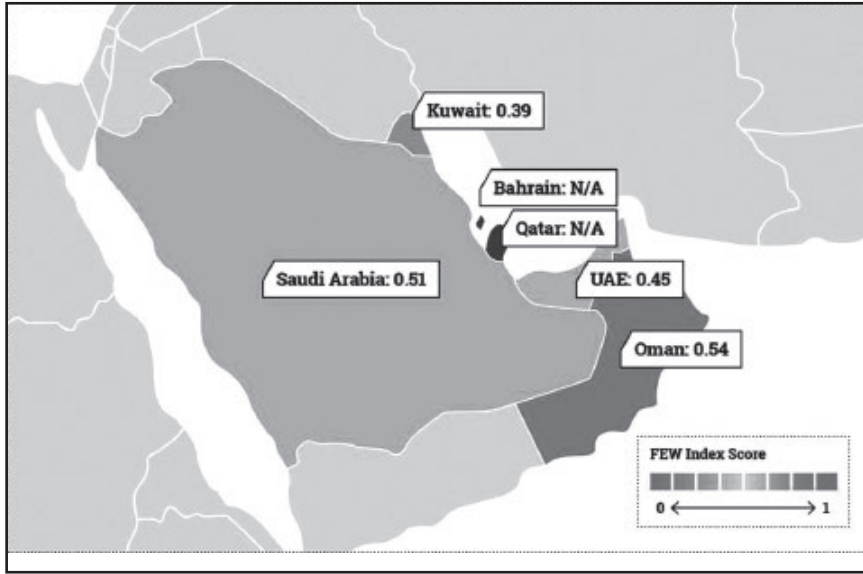 Kuwait: 0.39
Bahrain: N/A
Qatar: N/A
Saudi Arabia: 0.51
UAE: 0.45
Oman: 0.54
FEW Index Score
0 1